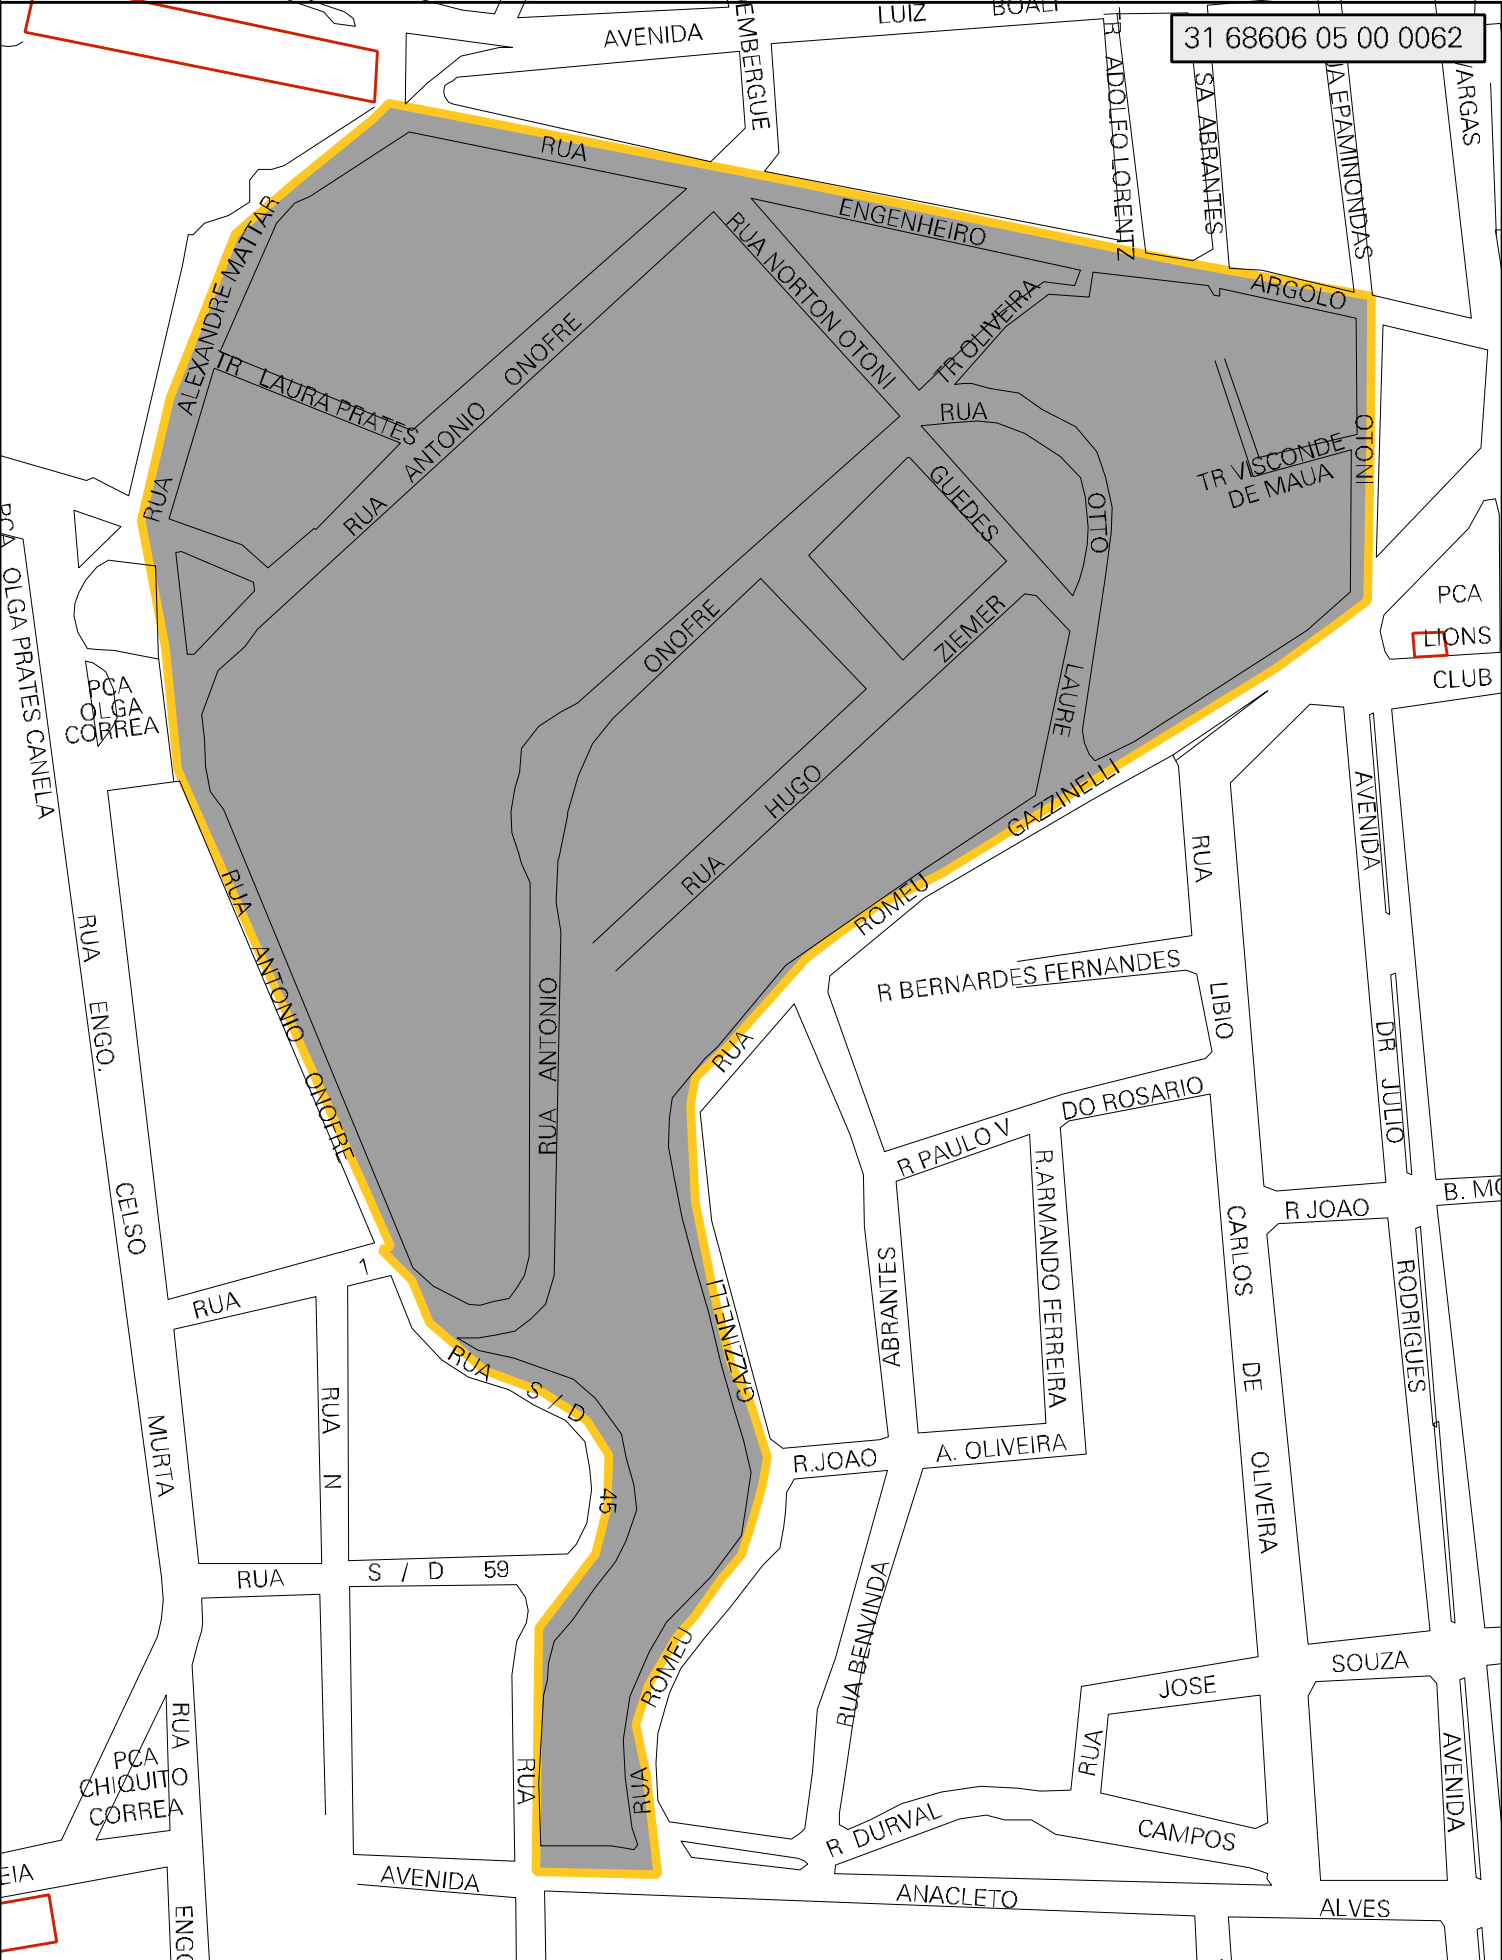 31 68606 05 00 0062
AVENIDA
LUIZ
EMBERGUE
TR ADOLFO LORENTZ
SA ABRANTES
UA EPAMINONDAS
VARGAS
RUA
ENGENHEIRO
ARGOLO
OTONI
RUA
ALEXANDRE MATTAR
TR LAURA PRATES
RUA ANTONIO ONOFRE
RUA NORTON OTONI
TR OLIVEIRA
RUA
OTTO
LAURE
GUEDES
TR VISCONDE
DE MAUA
PCA
LIONS
CLUB
PCA OLGA PRATES CANELA
PCA
OLGA
CORREA
ONOFRE
RUA HUGO ZIEMER
RUA ROMEU GAZZINELLI
RUA ANTONIO ONOFRE
RUA ANTONIO
RUA ENGO. CELSO MURTA
R BERNARDES FERNANDES
RUA LIBIO CARLOS DE OLIVEIRA
AVENIDA DR JULIO RODRIGUES
R PAULO V DO ROSARIO
R.ARMANDO FERREIRA
ABRANTES
R JOAO
B. MO
RUA
1
RUA N
RUA S / D 45
GAZZINELLI
R.JOAO A. OLIVEIRA
RUA S / D 59
RUA BENVINDA
ROMEU
RUA
RUA
RUA JOSE SOUZA
AVENIDA
PCA
CHIQUITO
CORREA
RUA
ENGO
R DURVAL CAMPOS
EIA
AVENIDA ANACLETO ALVES